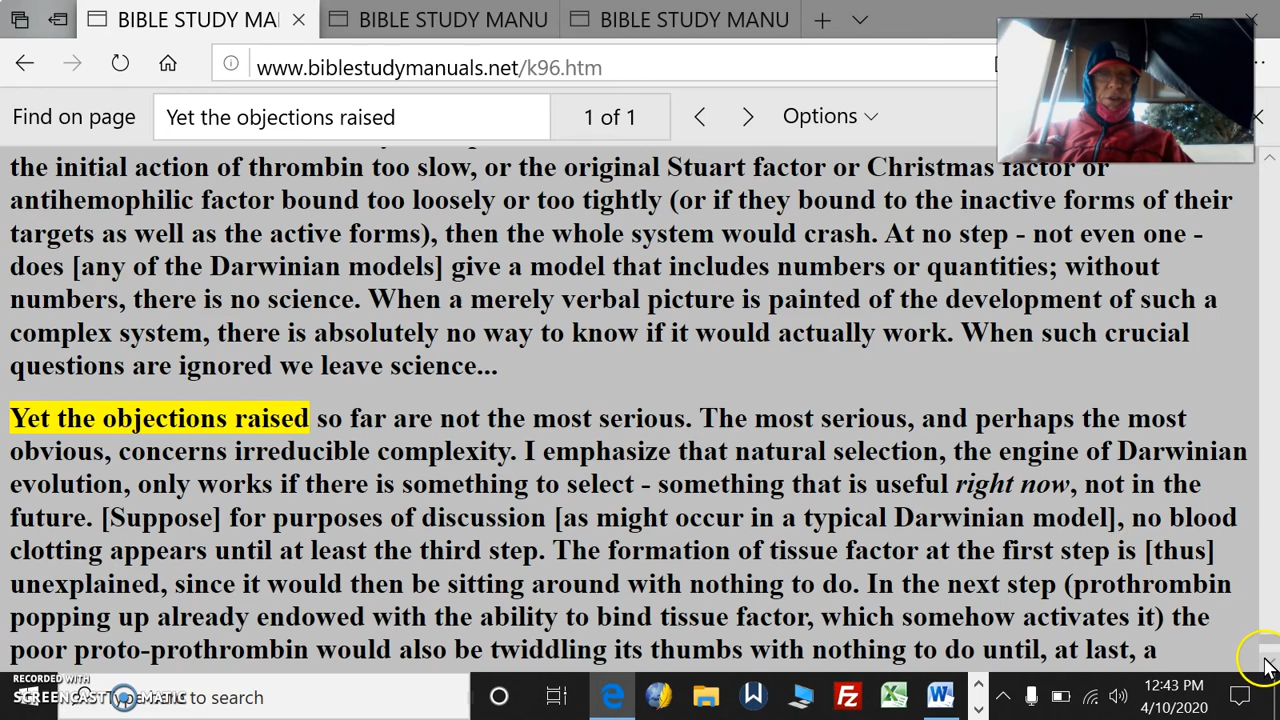 BIBLE STUDY MA
BIBLE STUDY MANU
BIBLE STUDY MANU
www.biblestudymanuals.net/k96.htm
Find on page
Yet the objections raised
1 of 1
Options
the initial action of thrombin too slow, or the original Stuart factor or Christmas factor or
antihemophilic factor bound too loosely or too tightly (or if they bound to the inactive forms of their
targets as well as the active forms), then the whole system would crash. At no step - not even one -
does [any of the Darwinian models] give a model that includes numbers or quantities; without
numbers, there is no science. When a merely verbal picture is painted of the development of such a
complex system, there is absolutely no way to know if it would actually work. When such crucial
questions are ignored we leave science...
Yet the objections raised so far are not the most serious. The most serious, and perhaps the most
obvious, concerns irreducible complexity. I emphasize that natural selection, the engine of Darwinian
evolution, only works if there is something to select - something that is useful right now, not in the
future. [Suppose] for purposes of discussion [as might occur in a typical Darwinian model], no blood
clotting appears until at least the third step. The formation of tissue factor at the first step is [thus]
unexplained, since it would then be sitting around with nothing to do. In the next step (prothrombin
popping up already endowed with the ability to bind tissue factor, which somehow activates it) the
poor proto-prothrombin would also be twiddling its thumbs with nothing to do until, at last, a
RECORDED WITH
SCREENCAST-O-MATIC
Type here to search
12:43 PM
4/10/2020